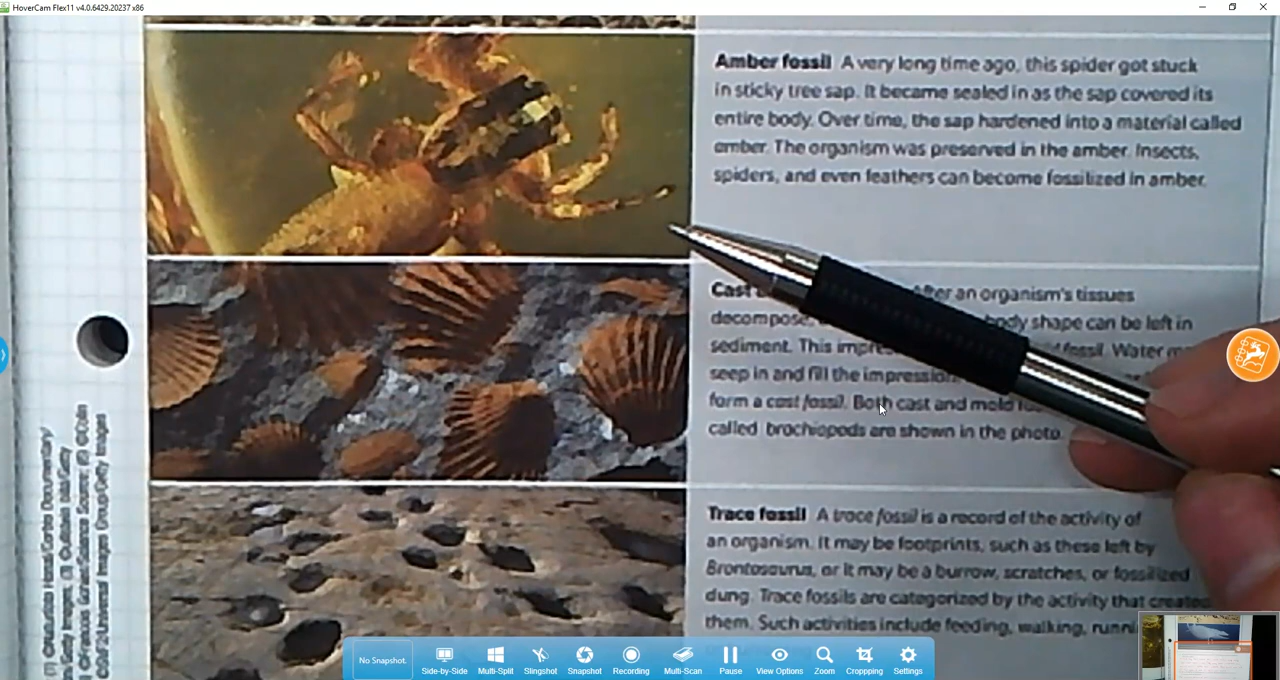 HoverCam Flex11 v4.0.6429.20237 x86
Amber fossil A very long time ago, this spider got stuck
in sticky tree sap. It became sealed in as the sap covered its
entire body. Over time, the sap hardened into a material called
amber. The organism was preserved in the amber. Insects,
spiders, and even feathers can become fossilized in amber.
Cast After an organism's tissues
decompose, body shape can be left in
sediment. This fossil. Water
seep in and fill the impression
form a cast fossil. Both cast and mold
called brachiopods are shown in the photo.
Trace fossil A trace fossil is a record of the activity of
an organism. It may be footprints, such as these left by
Brontosaurus, or it may be a burrow, scratches, or fossilized
dung. Trace fossils are categorized by the activity that created
them. Such activities include feeding, walking,
No Snapshot.
Side-by-Side
Multi-Split
Slingshot
Snapshot
Recording
Multi-Scan
Pause
View Options
Zoom
Croppping
Settings